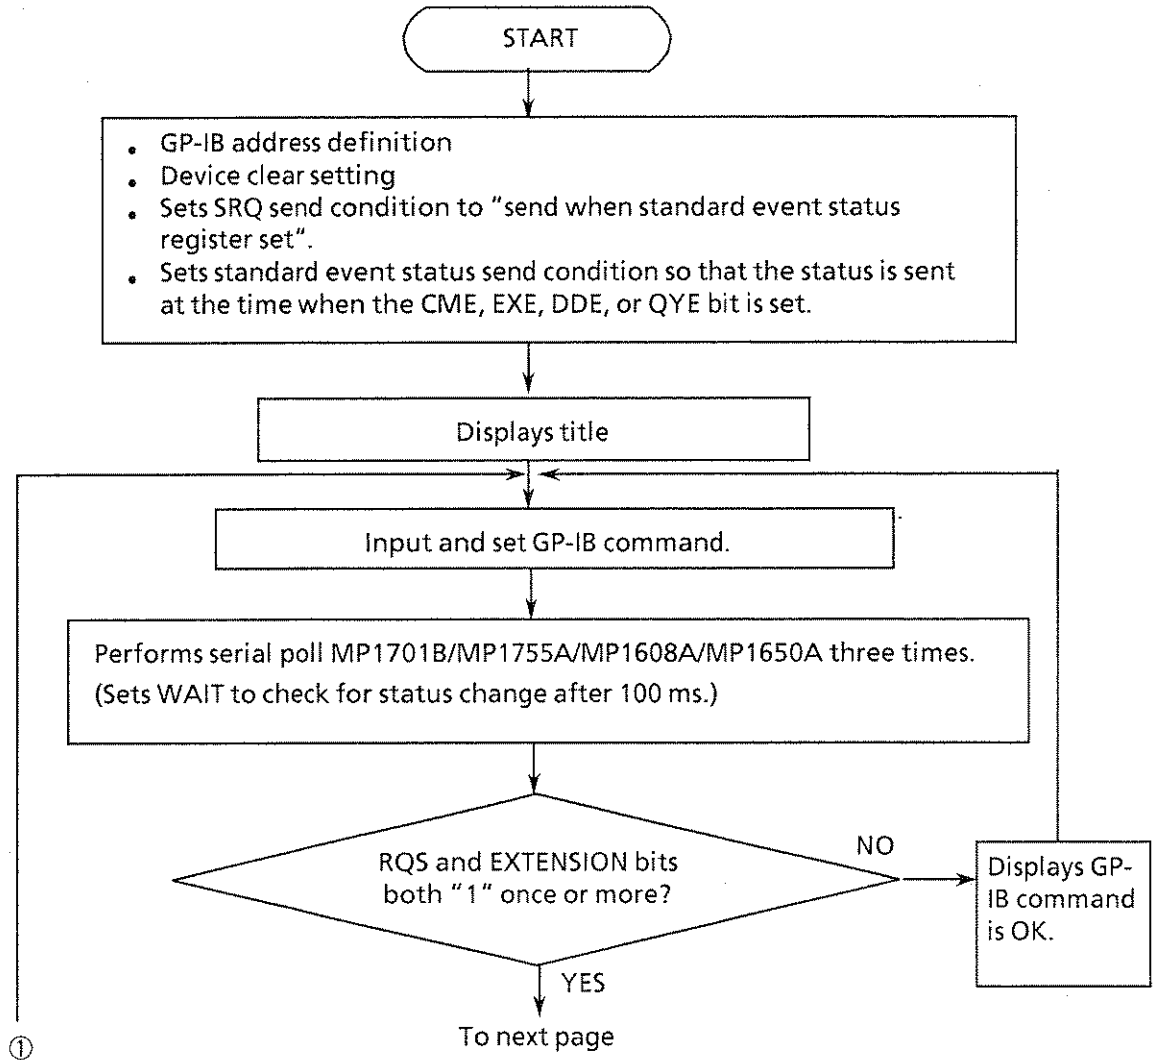 START
• GP-IB address definition
• Device clear setting
• Sets SRQ send condition to "send when standard event status
register set".
• Sets standard event status send condition so that the status is sent
at the time when the CME, EXE, DDE, or QYE bit is set.
Displays title
Input and set GP-IB command.
Performs serial poll MP1701B/MP1755A/MP1608A/MP1650A three times.
(Sets WAIT to check for status change after 100 ms.)
RQS and EXTENSION bits
both "1" once or more?
NO
Displays GP-
IB command
is OK.
YES
To next page
①